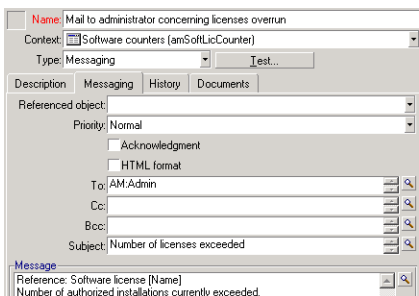 Name: Mail to administrator concerning licenses overrun
Context: Software counters (amSoftLicCounter)
Type: Messaging Test...
Description Messaging History Documents
Referenced object:
Priority: Normal
Acknowledgment
HTML format
To: AM:Admin
Cc:
Bcc:
Subject: Number of licenses exceeded
Message
Reference: Software license [Name]
Number of authorized installations currently exceeded.